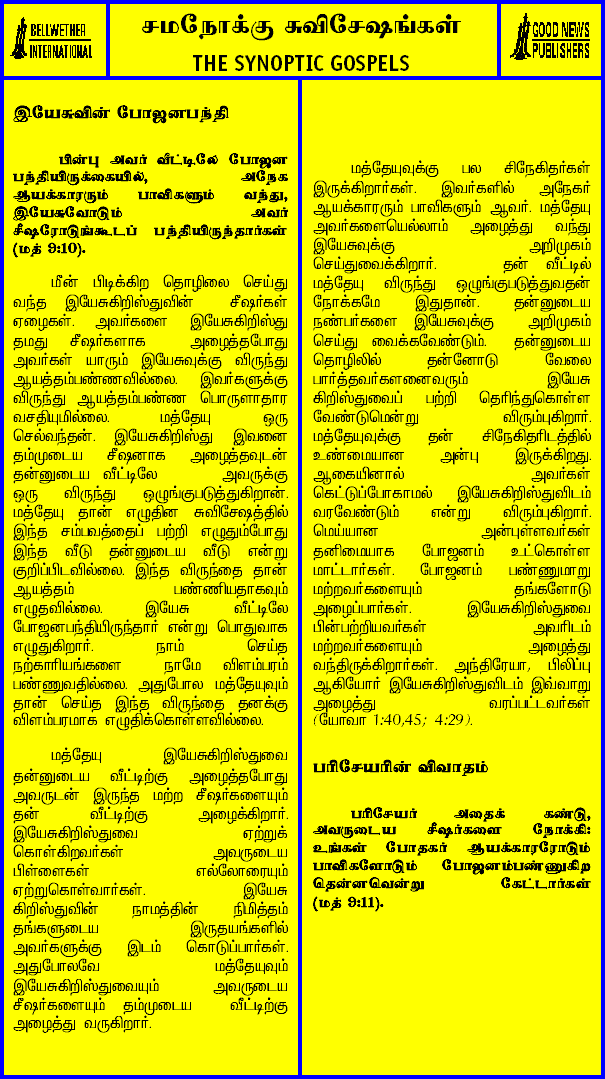 BELLWETHER
INTERNATIONAL
சமநோக்கு சுவிசேஷங்கள்
THE SYNOPTIC GOSPELS
GOOD NEWS
PUBLISHERS
இயேசுவின் போஜனபந்தி
பின்பு அவர் வீட்டிலே போஜன
பந்தியிருக்கையில், அநேக
ஆயக்காரரும் பாவிகளும் வந்து,
இயேசுவோடும் அவர்
சீஷரோடுங்கூடப் பந்தியிருந்தார்கள்
(மத் 9:10).
மீன் பிடிக்கிற தொழிலை செய்து
வந்த இயேசுகிறிஸ்துவின் சீஷர்கள்
ஏழைகள். அவர்களை இயேசுகிறிஸ்து
தமது சீஷர்களாக அழைத்தபோது
அவர்கள் யாரும் இயேசுவுக்கு விருந்து
ஆயத்தம்பண்ணவில்லை. இவர்களுக்கு
விருந்து ஆயத்தம்பண்ண பொருளாதார
வசதியுமில்லை. மத்தேயு ஒரு
செல்வந்தன். இயேசுகிறிஸ்து இவனை
தம்முடைய சீஷனாக அழைத்தவுடன்
தன்னுடைய வீட்டிலே அவருக்கு
ஒரு விருந்து ஒழுங்குபடுத்துகிறான்.
மத்தேயு தான் எழுதின சுவிசேஷத்தில்
இந்த சம்பவத்தைப் பற்றி எழுதும்போது
இந்த வீடு தன்னுடைய வீடு என்று
குறிப்பிடவில்லை. இந்த விருந்தை தான்
ஆயத்தம் பண்ணியதாகவும்
எழுதவில்லை. இயேசு வீட்டிலே
போஜனபந்தியிருந்தார் என்று பொதுவாக
எழுதுகிறார். நாம் செய்த
நற்காரியங்களை நாமே விளம்பரம்
பண்ணுவதில்லை. அதுபோல மத்தேயுவும்
தான் செய்த இந்த விருந்தை தனக்கு
விளம்பரமாக எழுதிக்கொள்ளவில்லை.
மத்தேயு இயேசுகிறிஸ்துவை
தன்னுடைய வீட்டிற்கு அழைத்தபோது
அவருடன் இருந்த மற்ற சீஷர்களையும்
தன் வீட்டிற்கு அழைக்கிறார்.
இயேசுகிறிஸ்துவை ஏற்றுக்
கொள்கிறவர்கள் அவருடைய
பிள்ளைகள் எல்லோரையும்
ஏற்றுகொள்வார்கள். இயேசு
கிறிஸ்துவின் நாமத்தின் நிமித்தம்
தங்களுடைய இருதயங்களில்
அவர்களுக்கு இடம் கொடுப்பார்கள்.
அதுபோலவே மத்தேயுவும்
இயேசுகிறிஸ்துவையும் அவருடைய
சீஷர்களையும் தம்முடைய வீட்டிற்கு
அழைத்து வருகிறார்.
மத்தேயுவுக்கு பல சிநேகிதர்கள்
இருக்கிறார்கள். இவர்களில் அநேகர்
ஆயக்காரரும் பாவிகளும் ஆவர். மத்தேயு
அவர்களையெல்லாம் அழைத்து வந்து
இயேசுவுக்கு அறிமுகம்
செய்துவைக்கிறார். தன் வீட்டில்
மத்தேயு விருந்து ஒழுங்குபடுத்துவதன்
நோக்கமே இதுதான். தன்னுடைய
நண்பர்களை இயேசுவுக்கு அறிமுகம்
செய்து வைக்கவேண்டும். தன்னுடைய
தொழிலில் தன்னோடு வேலை
பார்த்தவர்களனைவரும் இயேசு
கிறிஸ்துவைப் பற்றி தெரிந்துகொள்ள
வேண்டுமென்று விரும்புகிறார்.
மத்தேயுவுக்கு தன் சிநேகிதரிடத்தில்
உண்மையான அன்பு இருக்கிறது.
ஆகையினால் அவர்கள்
கெட்டுப்போகாமல் இயேசுகிறிஸ்துவிடம்
வரவேண்டும் என்று விரும்புகிறார்.
மெய்யான அன்புள்ளவர்கள்
தனிமையாக போஜனம் உட்கொள்ள
மாட்டார்கள். போஜனம் பண்ணுமாறு
மற்றவர்களையும் தங்களோடு
அழைப்பார்கள். இயேசுகிறிஸ்துவை
பின்பற்றியவர்கள் அவரிடம்
மற்றவர்களையும் அழைத்து
வந்திருக்கிறார்கள். அந்திரேயா, பிலிப்பு
ஆகியோர் இயேசுகிறிஸ்துவிடம் இவ்வாறு
அழைத்து வரப்பட்டவர்கள்
(யோவா 1:40,45; 4:29).
பரிசேயரின் விவாதம்
பரிசேயர் அதைக் கண்டு,
அவருடைய சீஷர்களை நோக்கி:
உங்கள் போதகர் ஆயக்காரரோடும்
பாவிகளோடும் போஜனம்பண்ணுகிற
தென்னவென்று கேட்டார்கள்
(மத் 9:11).